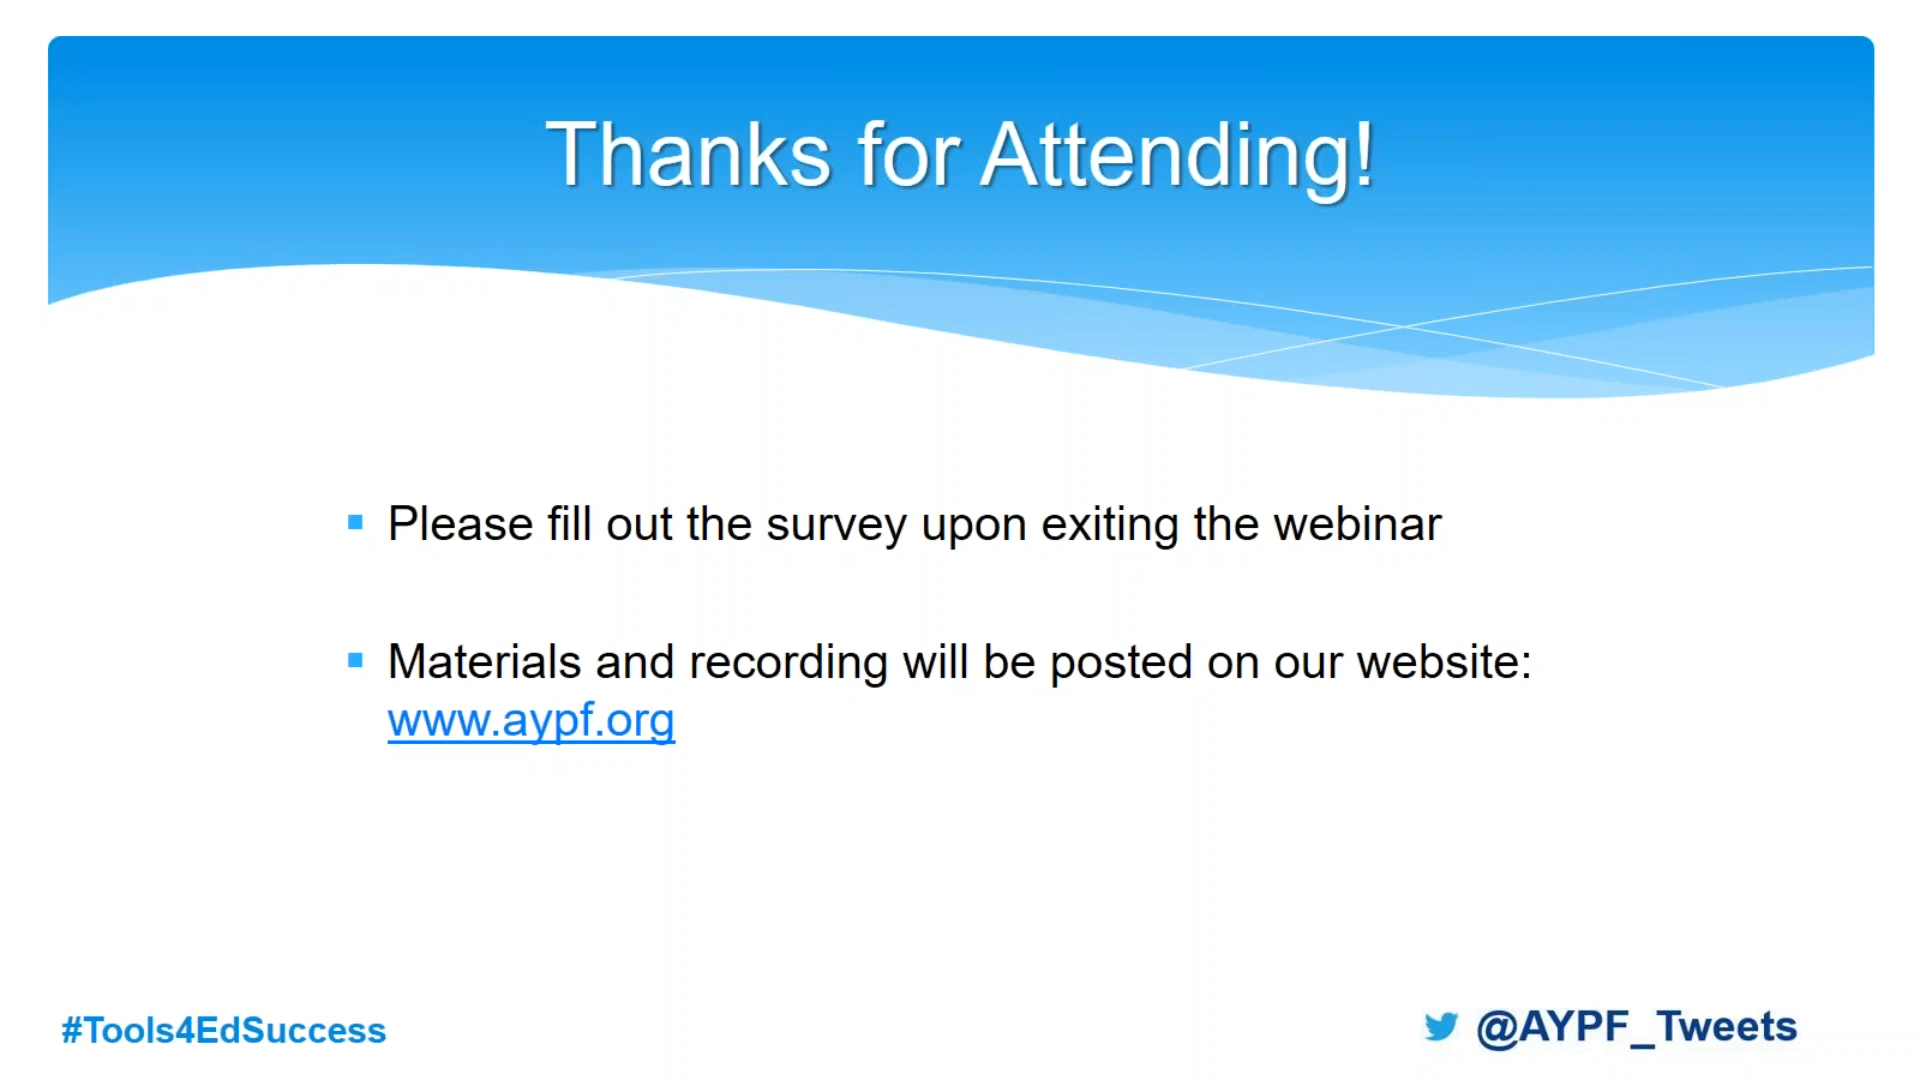 Thanks for Attending!
Please fill out the survey upon exiting the webinar
Materials and recording will be posted on our website:
www.aypf.org
#Tools4EdSuccess
@AYPF_Tweets